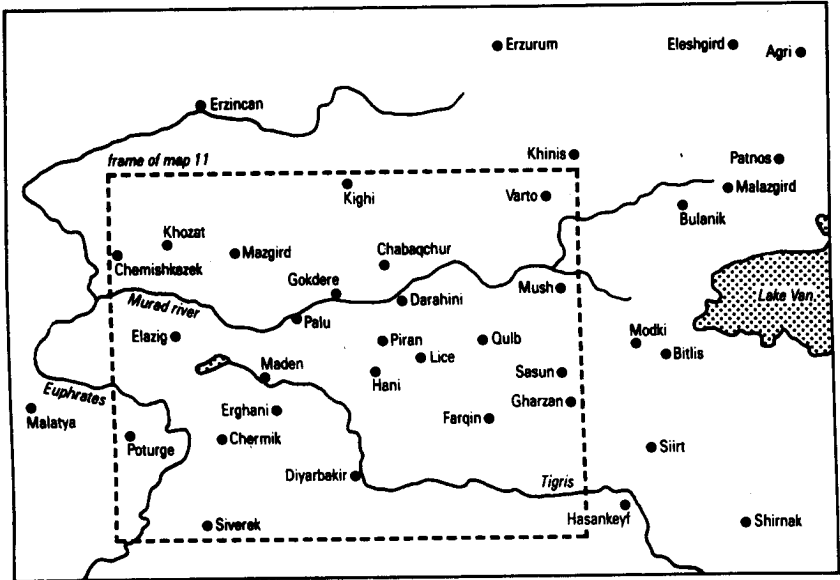 Erzurum
Eleshgird
Agri
Erzincan
frame of map 11
Khinis
Patnos
Kighi
Varto
Malazgird
Bulanik
Khozat
Mazgird
Chabaqchur
Chemishkazek
Gokdere
Mush
Murad river
Darahini
Lake Van
Palu
Elazig
Piran
Qulb
Modki
Lice
Bitlis
Maden
Hani
Sasun
Euphrates
Gharzan
Malatya
Erghani
Farqin
Poturge
Chermik
Siirt
Diyarbakir
Tigris
Siverek
Hasankeyf
Shirnak